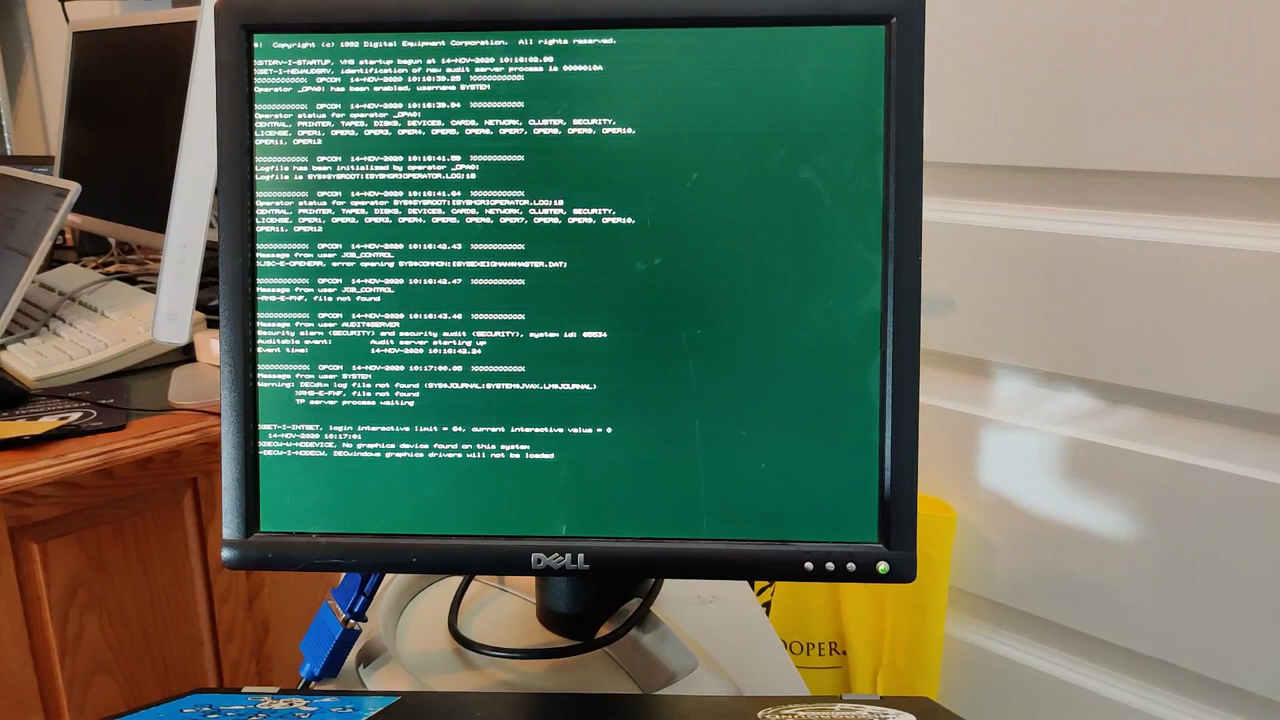 ! Copyright (c) 1992 Digital Equipment Corporation. All rights reserved.
%STDRV-I-STARTUP, VMS startup begun at 14-NOV-2020 10:16:02.98
%SET-I-NEWAUDSRV, identification of new audit server process is 0000010A
%%%%%%%%%%% OPCOM 14-NOV-2020 10:16:39.25 %%%%%%%%%%%
Operator _OPA0: has been enabled, username SYSTEM
%%%%%%%%%%% OPCOM 14-NOV-2020 10:16:39.94 %%%%%%%%%%%
Operator status for operator _OPA0:
CENTRAL, PRINTER, TAPES, DISKS, DEVICES, CARDS, NETWORK, CLUSTER, SECURITY,
LICENSE, OPER1, OPER2, OPER3, OPER4, OPER5, OPER6, OPER7, OPER8, OPER9, OPER10,
OPER11, OPER12
%%%%%%%%%%% OPCOM 14-NOV-2020 10:16:41.59 %%%%%%%%%%%
Logfile has been initialized by operator _OPA0:
Logfile is SYS$SYSROOT:[SYSMGR]OPERATOR.LOG;18
%%%%%%%%%%% OPCOM 14-NOV-2020 10:16:41.64 %%%%%%%%%%%
Operator status for operator SYS$SYSROOT:[SYSMGR]OPERATOR.LOG;18
CENTRAL, PRINTER, TAPES, DISKS, DEVICES, CARDS, NETWORK, CLUSTER, SECURITY,
LICENSE, OPER1, OPER2, OPER3, OPER4, OPER5, OPER6, OPER7, OPER8, OPER9, OPER10,
OPER11, OPER12
%%%%%%%%%%% OPCOM 14-NOV-2020 10:16:42.43 %%%%%%%%%%%
Message from user JOB_CONTROL
%JBC-E-OPENERR, error opening SYS$COMMON:[SYSEXE]QMAN$MASTER.DAT;
%%%%%%%%%%% OPCOM 14-NOV-2020 10:16:42.47 %%%%%%%%%%%
Message from user JOB_CONTROL
-RMS-E-FNF, file not found
%%%%%%%%%%% OPCOM 14-NOV-2020 10:16:43.46 %%%%%%%%%%%
Message from user AUDIT$SERVER
Security alarm (SECURITY) and security audit (SECURITY), system id: 65534
Auditable event: Audit server starting up
Event time: 14-NOV-2020 10:16:42.24
%%%%%%%%%%% OPCOM 14-NOV-2020 10:17:00.05 %%%%%%%%%%%
Message from user SYSTEM
Warning: DECdtm log file not found (SYS$JOURNAL:SYSTEM$JVAX.LM$JOURNAL)
%RMS-E-FNF, file not found
TP server process waiting
%SET-I-INTSET, login interactive limit = 64, current interactive value = 0
14-NOV-2020 10:17:01
%DECW-W-NODEVICE, No graphics device found on this system
-DECW-I-NODECW, DECwindows graphics drivers will not be loaded
DELL
OOPER.